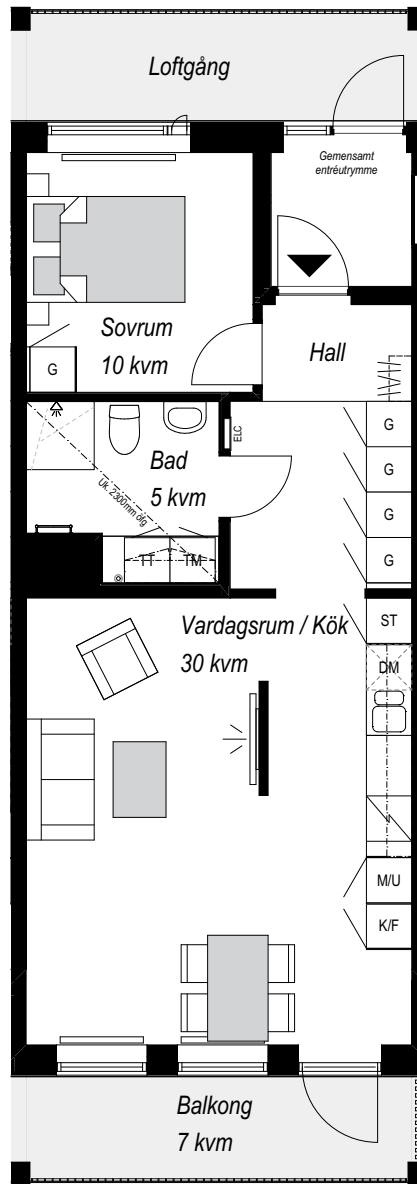 Loftgång
Gemensamt
entréutrymme
Sovrum
10 kvm
Hall
G
G
ELC
Bad
5 kvm
G
Uk. 2300mm ölg
G
TT
TM
G
Vardagsrum / Kök
30 kvm
ST
DM
M/U
K/F
Balkong
7 kvm